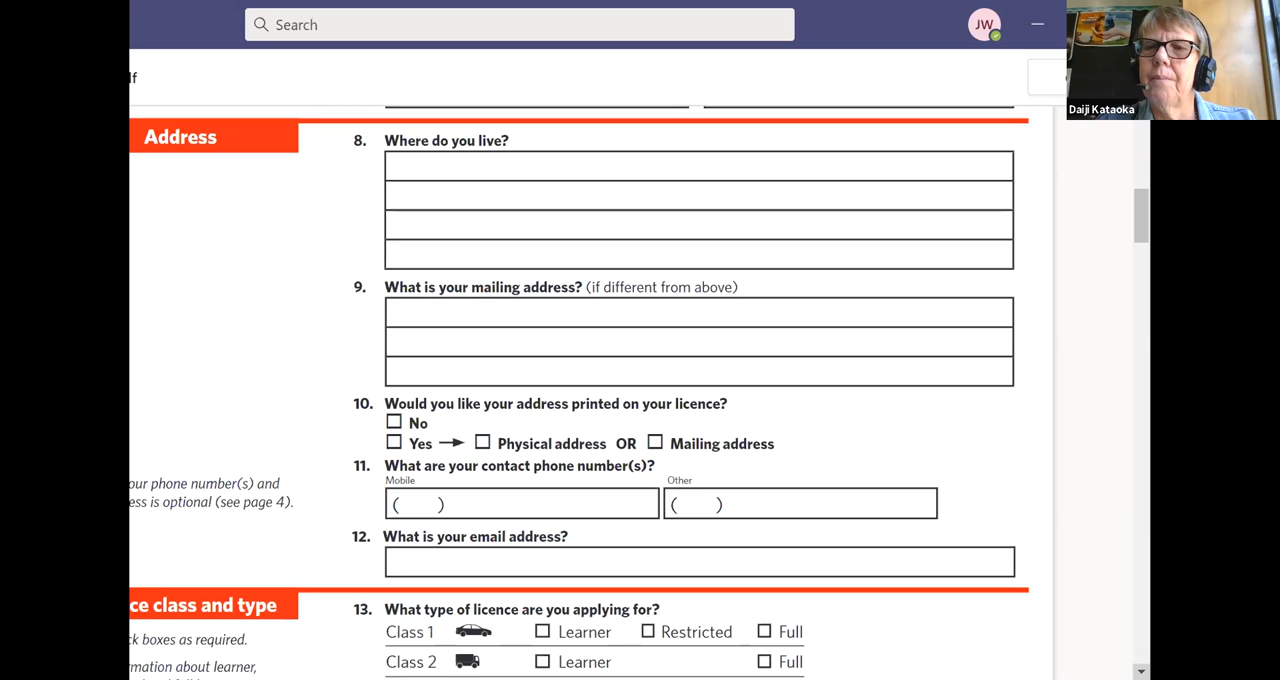 Search
JW
lf
Daiji Kataoka
Address
8. Where do you live?
9. What is your mailing address? (if different from above)
10. Would you like your address printed on your licence?
No
Yes → Physical address OR Mailing address
11. What are your contact phone number(s)?
Mobile Other
( ) ( )
our phone number(s) and
ess is optional (see page 4).
12. What is your email address?
ce class and type
13. What type of licence are you applying for?
Class 1 Learner Restricted Full
ck boxes as required.
Class 2 Learner Full
rmation about learner,